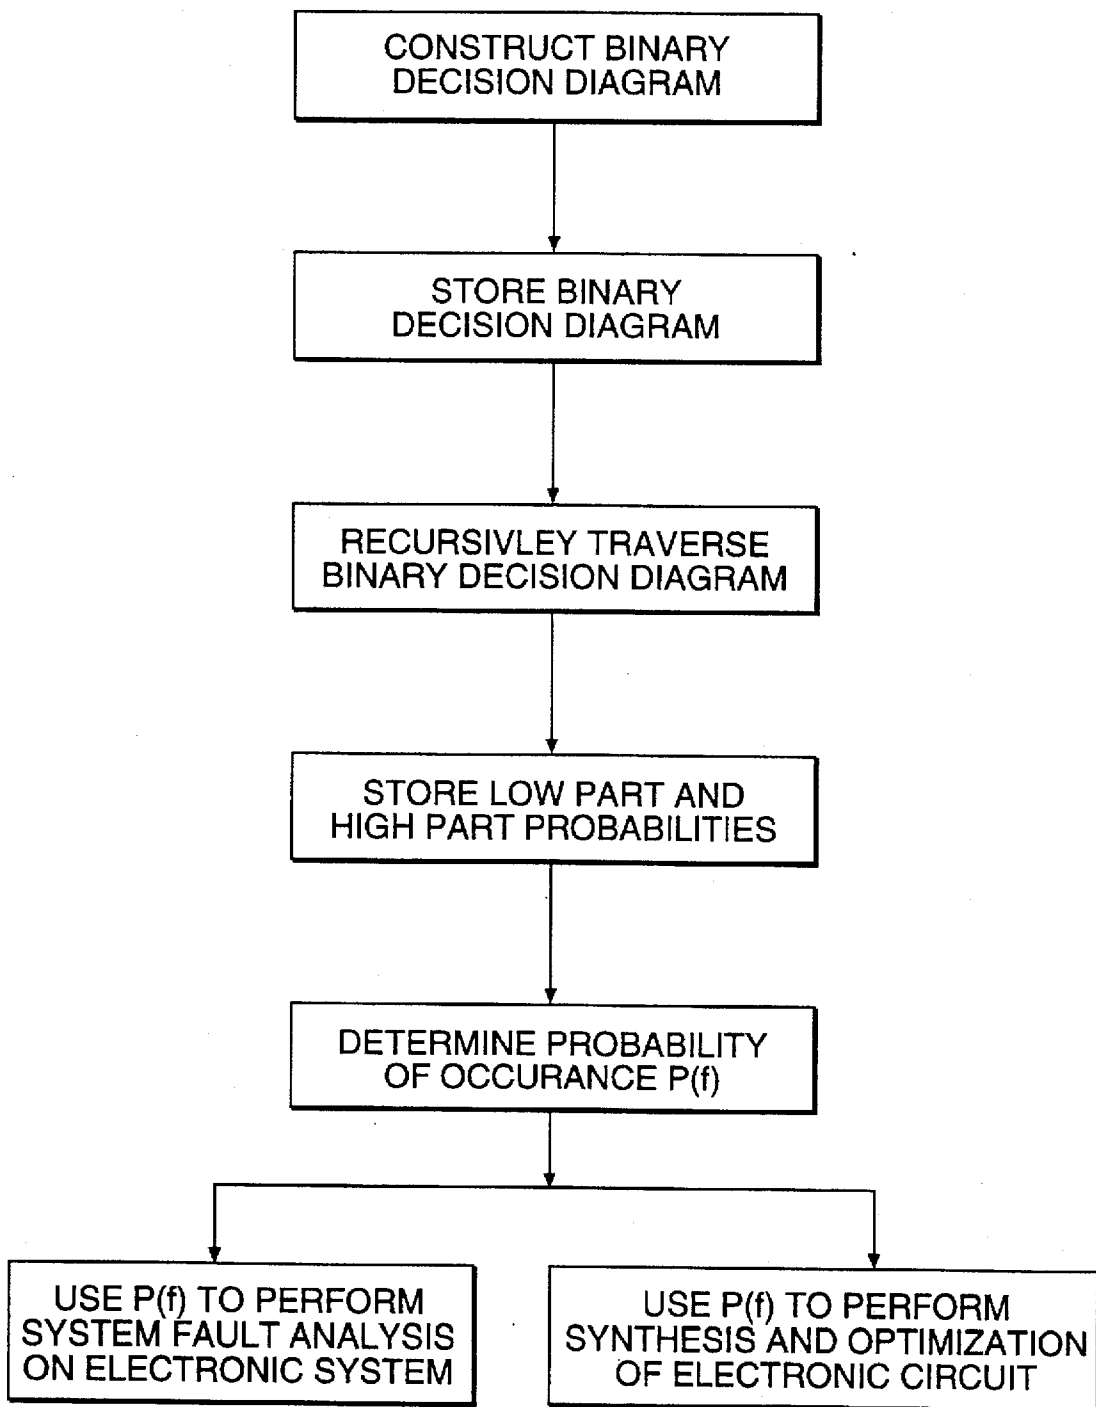 CONSTRUCT BINARY
DECISION DIAGRAM
STORE BINARY
DECISION DIAGRAM
RECURSIVLEY TRAVERSE
BINARY DECISION DIAGRAM
STORE LOW PART AND
HIGH PART PROBABILITIES
DETERMINE PROBABILITY
OF OCCURANCE P(f)
USE P(f) TO PERFORM
SYSTEM FAULT ANALYSIS
ON ELECTRONIC SYSTEM
USE P(f) TO PERFORM
SYNTHESIS AND OPTIMIZATION
OF ELECTRONIC CIRCUIT